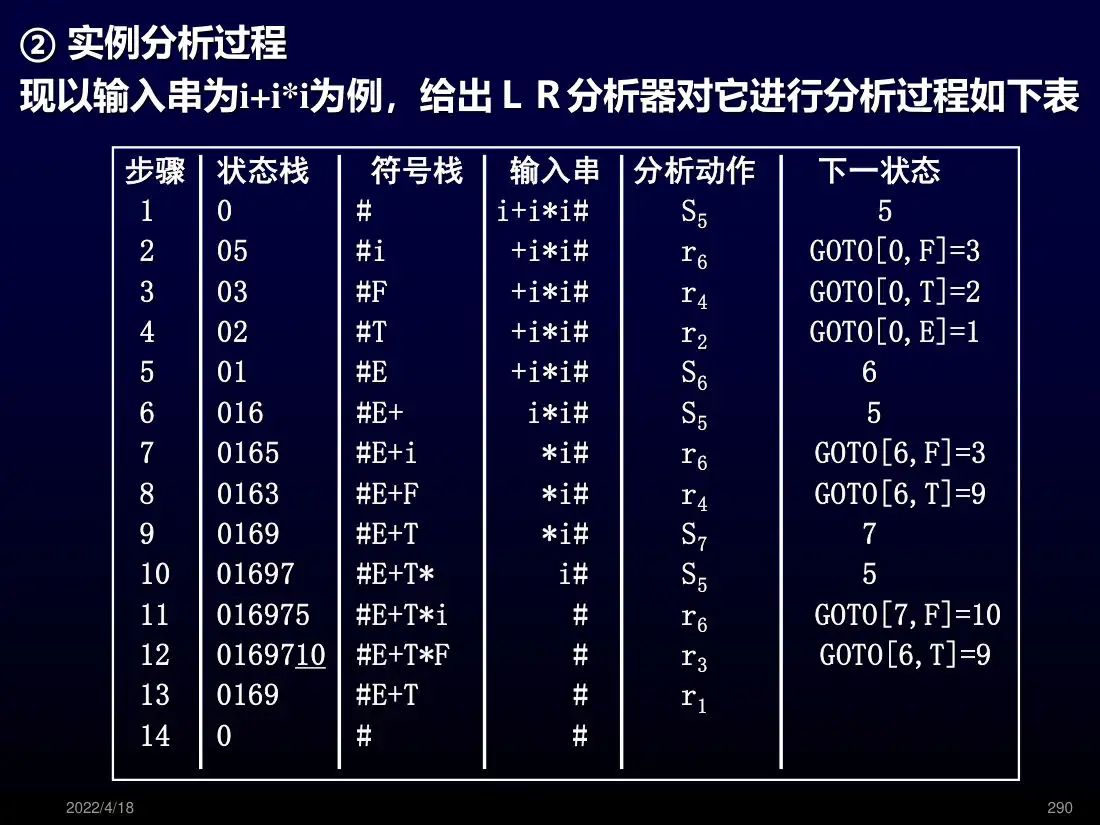 ② 实例分析过程
现以输入串为i+i*i为例，给出ＬＲ分析器对它进行分析过程如下表
步骤 状态栈 符号栈 输入串 分析动作 下一状态
1 0 # i+i*i# S5 5
2 05 #i +i*i# r6 GOTO[0,F]=3
3 03 #F +i*i# r4 GOTO[0,T]=2
4 02 #T +i*i# r2 GOTO[0,E]=1
5 01 #E +i*i# S6 6
6 016 #E+ i*i# S5 5
7 0165 #E+i *i# r6 GOTO[6,F]=3
8 0163 #E+F *i# r4 GOTO[6,T]=9
9 0169 #E+T *i# S7 7
10 01697 #E+T* i# S5 5
11 016975 #E+T*i # r6 GOTO[7,F]=10
12 0169710 #E+T*F # r3 GOTO[6,T]=9
13 0169 #E+T # r1
14 0 # #
2022/4/18 290